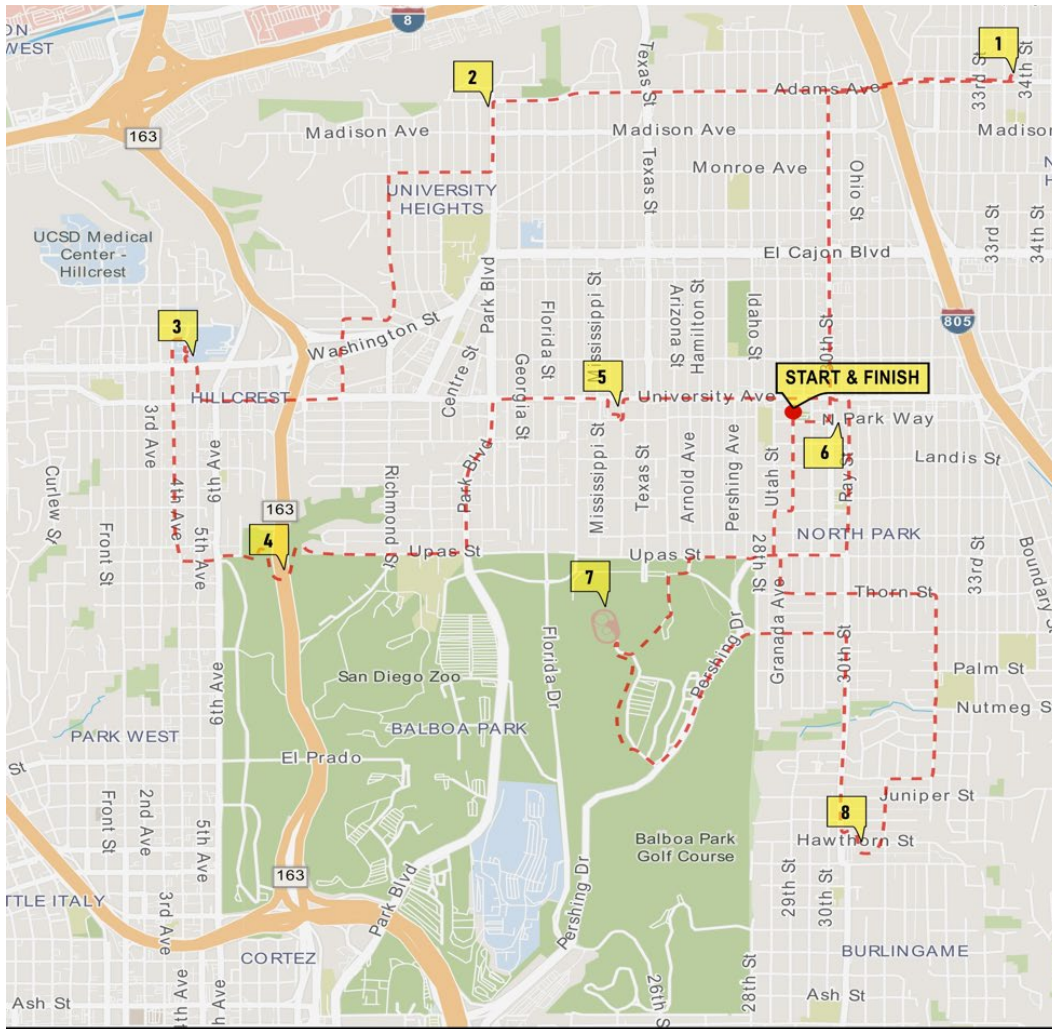 8
ON
WEST
1
2
Texas St
33rd St
34th St
Adams Ave
163
Madison Ave
Madison Ave
Madison
Monroe Ave
Texas St
Ohio St
N
H
UNIVERSITY
HEIGHTS
UCSD Medical
Center -
Hillcrest
33rd St
34th St
El Cajon Blvd
Park Blvd
Mississippi St
Florida St
Arizona St
Hamilton St
Idaho St
30th St
805
3
Washington St
Centre St
Georgia St
5
START & FINISH
HILLCREST
University Ave
N Park Way
3rd Ave
6th Ave
6
Landis St
Curlew St
4th Ave
Richmond St
Park Blvd
Mississippi St
Texas St
Arnold Ave
Pershing Ave
Utah St
Ray St
163
Front St
5th Ave
4
NORTH PARK
Upas St
Upas St
28th St
33rd St
Boundary St
7
Granada Ave
Thorn St
Florida Dr
Pershing Dr
30th St
San Diego Zoo
Palm St
6th Ave
Nutmeg S
PARK WEST
BALBOA PARK
St
El Prado
Front St
2nd Ave
5th Ave
Juniper St
8
Balboa Park
Golf Course
Hawthorn St
163
Park Blvd
Pershing Dr
29th St
30th St
TTLE ITALY
3rd Ave
CORTEZ
BURLINGAME
Ash St
4th Ave
h St
26th S
28th St
Ash St